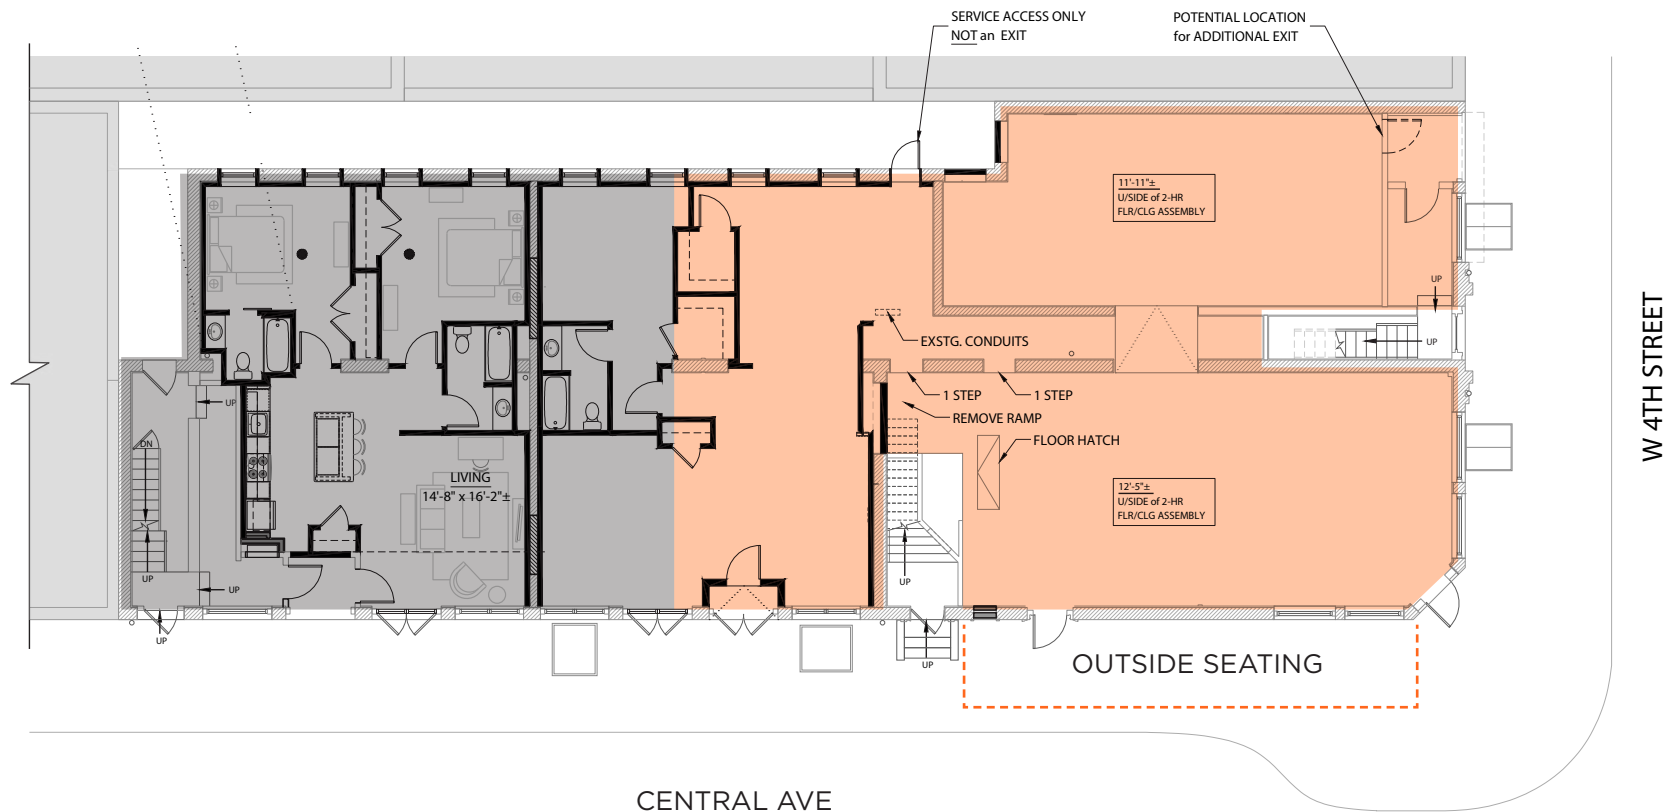 SERVICE ACCESS ONLY
NOT an EXIT
POTENTIAL LOCATION
for ADDITIONAL EXIT
11'-11"±
U/SIDE of 2-HR
FLR/CLG ASSEMBLY
UP
UP
EXSTG. CONDUITS
1 STEP
1 STEP
REMOVE RAMP
FLOOR HATCH
UP
DN
LIVING
14'-8" x 16'-2"±
12'-5"±
U/SIDE of 2-HR
FLR/CLG ASSEMBLY
UP
UP
UP
UP
UP
OUTSIDE SEATING
CENTRAL AVE
W 4TH STREET